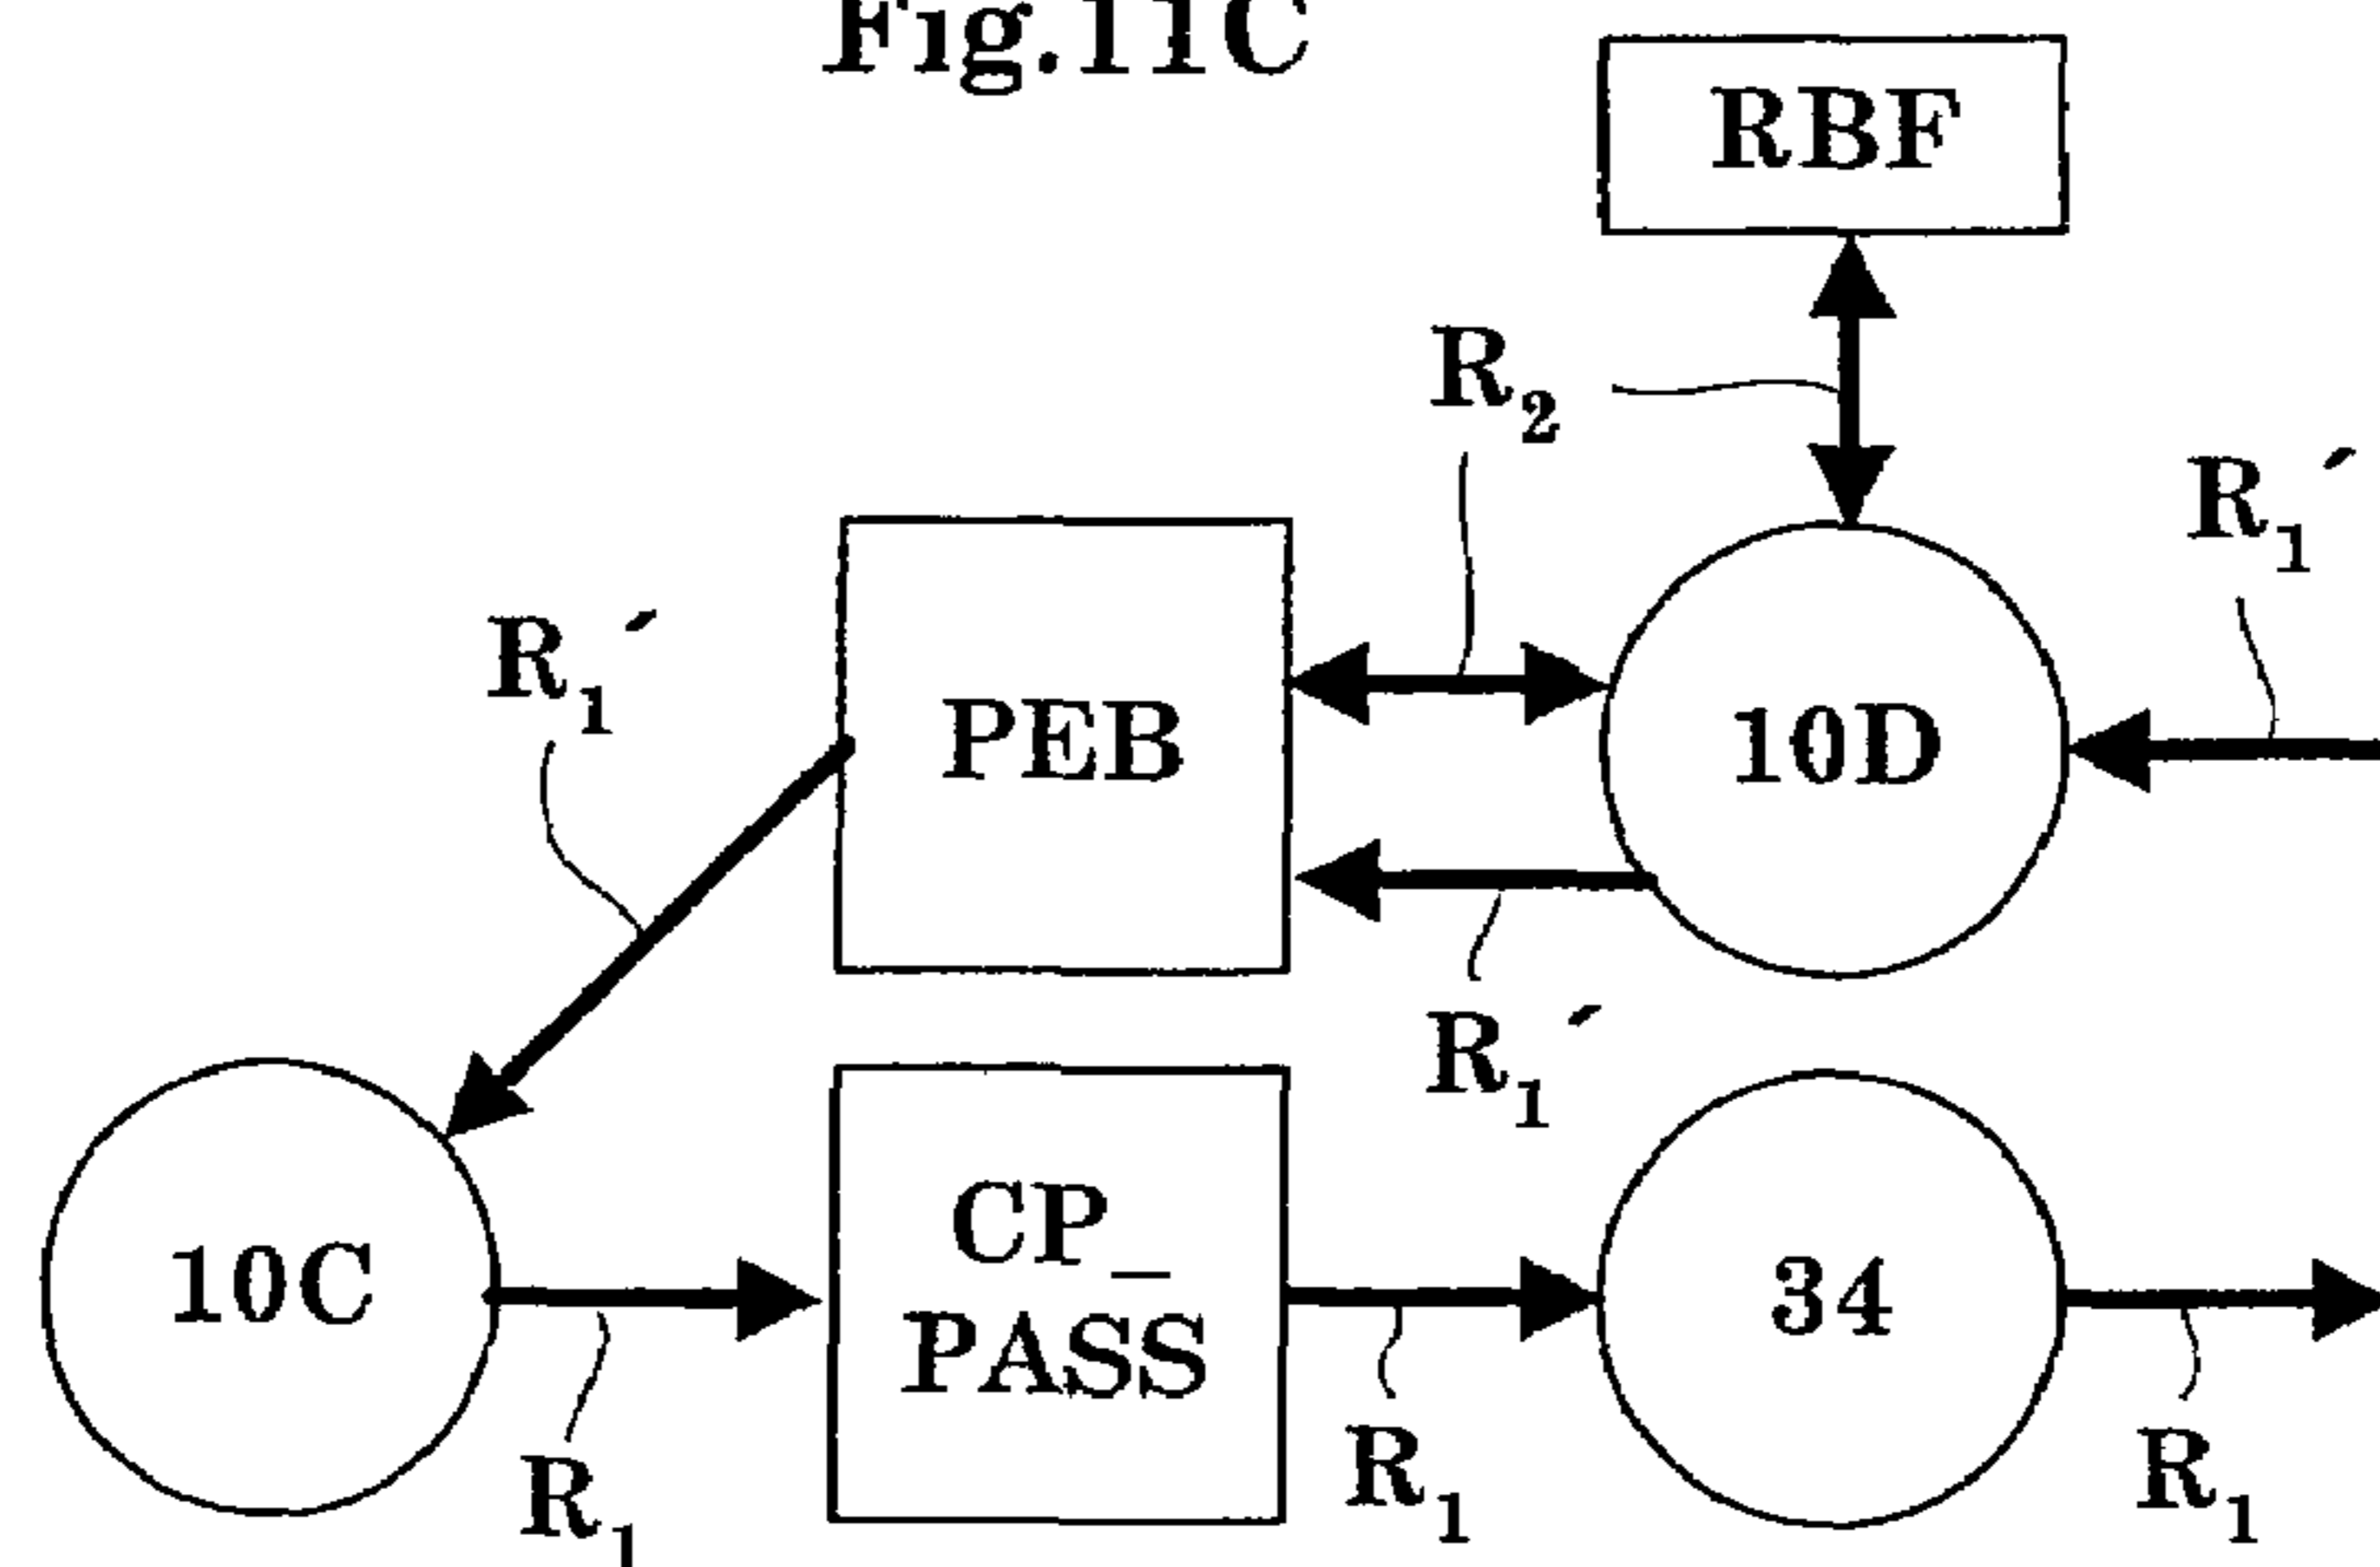 Fig.11C
RBF
R2
R1´
R1´
PEB
10D
R1´
10C
CP_
PASS
34
R1
R1
R1